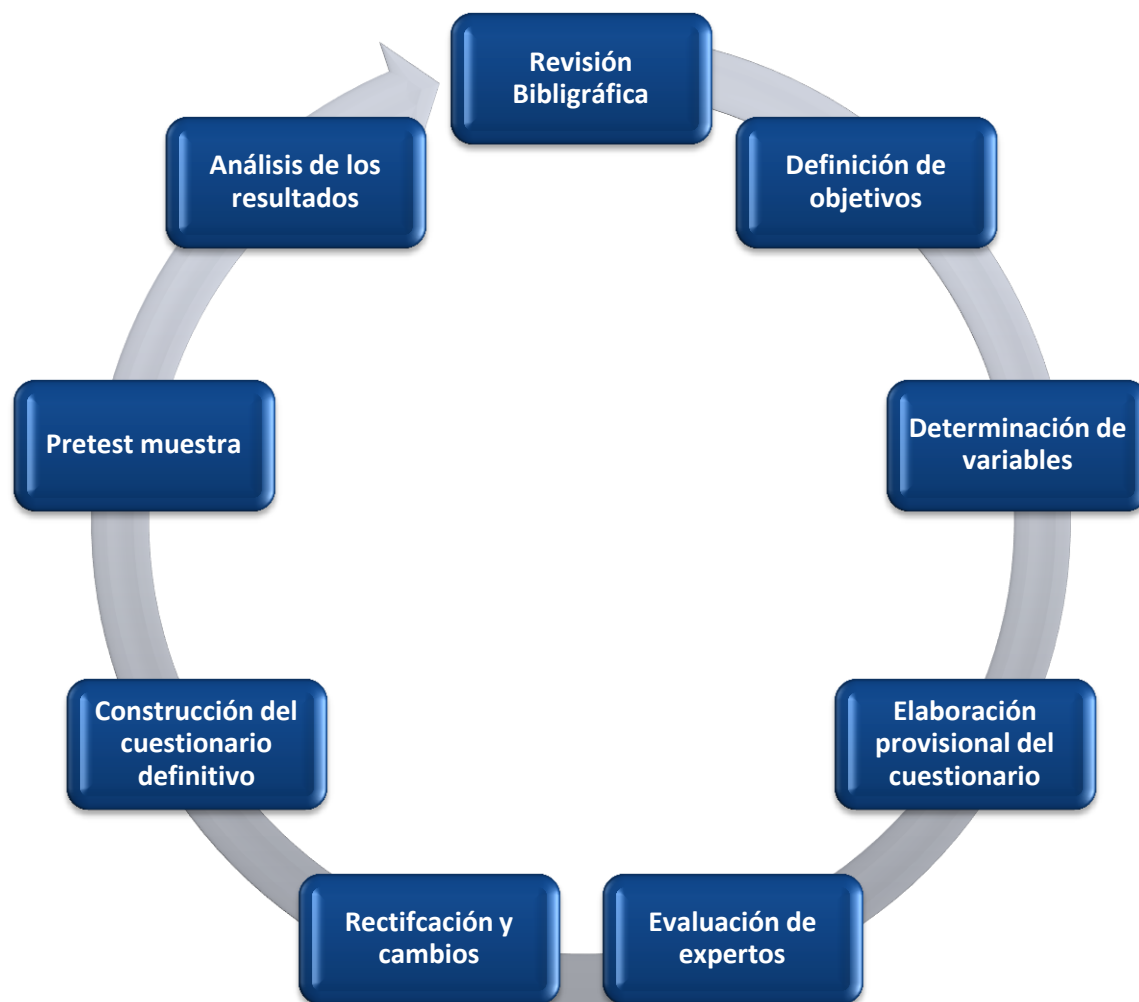 Revisión
Bibligráfica
Definición de
objetivos
Determinación de
variables
Elaboración
provisional del
cuestionario
Evaluación de
expertos
Rectifcación y
cambios
Construcción del
cuestionario
definitivo
Pretest muestra
Análisis de los
resultados